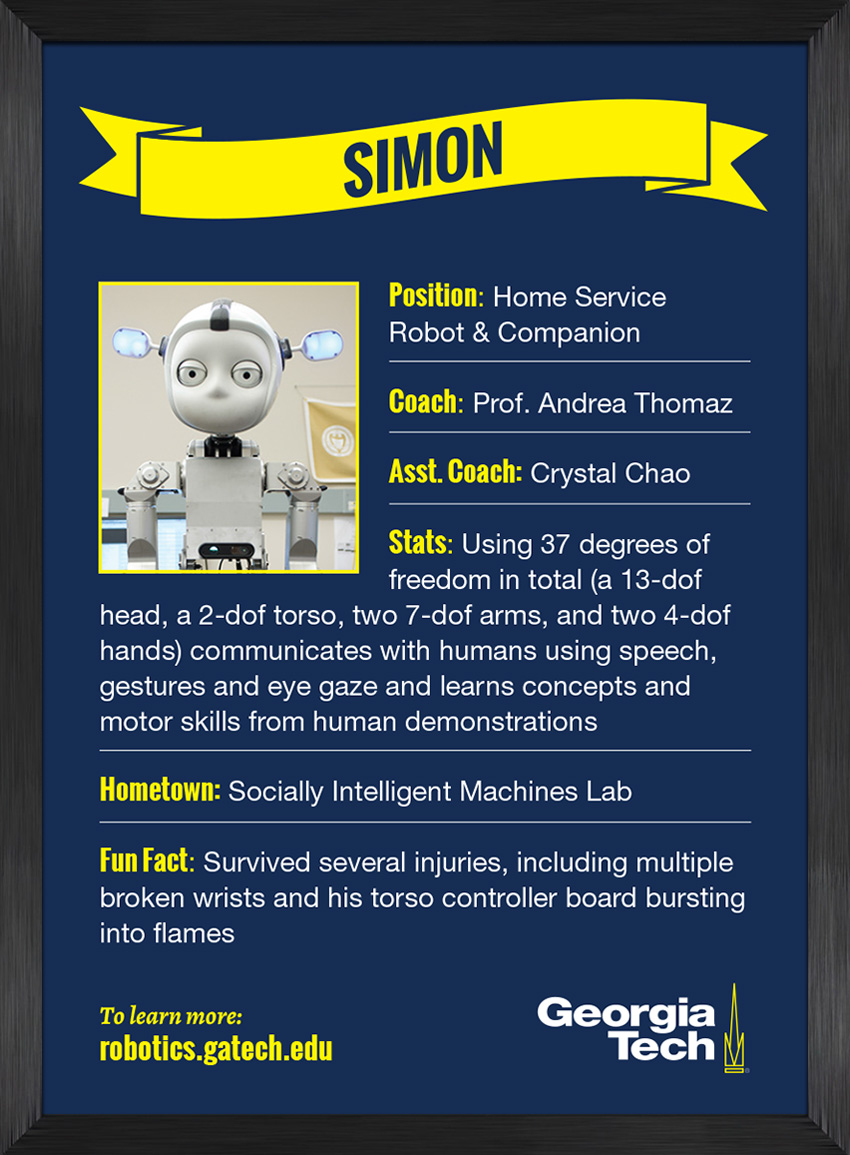 SIMON
Position: Home Service
Robot & Companion
Coach: Prof. Andrea Thomaz
Asst. Coach: Crystal Chao
Stats: Using 37 degrees of
freedom in total (a 13-dof
head, a 2-dof torso, two 7-dof arms, and two 4-dof
hands) communicates with humans using speech,
gestures and eye gaze and learns concepts and
motor skills from human demonstrations
Hometown: Socially Intelligent Machines Lab
Fun Fact: Survived several injuries, including multiple
broken wrists and his torso controller board bursting
into flames
To learn more:
robotics.gatech.edu
Georgia
Tech